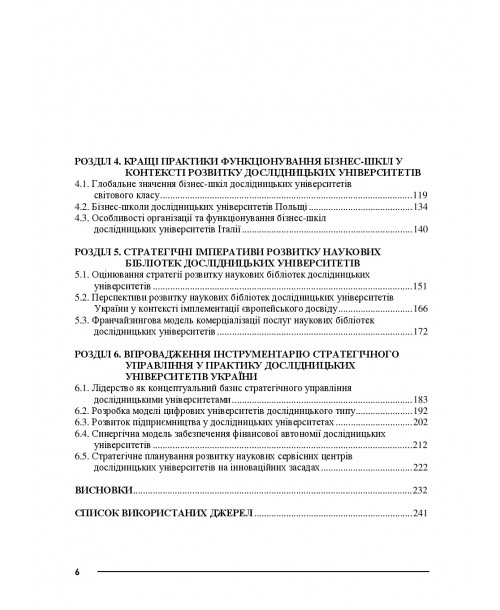 РОЗДІЛ 4. КРАЩІ ПРАКТИКИ ФУНКЦІОНУВАННЯ БІЗНЕС-ШКІЛ У
КОНТЕКСТІ РОЗВИТКУ ДОСЛІДНИЦЬКИХ УНІВЕРСИТЕТІВ
4.1. Глобальне значення бізнес-шкіл дослідницьких університетів
світового класу 119
4.2. Бізнес-школи дослідницьких університетів Польщі 134
4.3. Особливості організації та функціонування бізнес-шкіл
дослідницьких університетів Італії 140
РОЗДІЛ 5. СТРАТЕГІЧНІ ІМПЕРАТИВИ РОЗВИТКУ НАУКОВИХ
БІБЛІОТЕК ДОСЛІДНИЦЬКИХ УНІВЕРСИТЕТІВ
5.1. Оцінювання стратегії розвитку наукових бібліотек дослідницьких
університетів 151
5.2. Перспективи розвитку наукових бібліотек дослідницьких університетів
України у контексті імплементації європейського досвіду 166
5.3. Франчайзингова модель комерціалізації послуг наукових бібліотек
дослідницьких університетів 172
РОЗДІЛ 6. ВПРОВАДЖЕННЯ ІНСТРУМЕНТАРІЮ СТРАТЕГІЧНОГО
УПРАВЛІННЯ У ПРАКТИКУ ДОСЛІДНИЦЬКИХ
УНІВЕРСИТЕТІВ УКРАЇНИ
6.1. Лідерство як концептуальний базис стратегічного управління
дослідницькими університетами 183
6.2. Розробка моделі цифрових університетів дослідницького типу 192
6.3. Розвиток підприємництва у дослідницьких університетах 202
6.4. Синергічна модель забезпечення фінансової автономії дослідницьких
університетів 212
6.5. Стратегічне планування розвитку наукових сервісних центрів
дослідницьких університетів на інноваційних засадах 222
ВИСНОВКИ 232
СПИСОК ВИКОРИСТАНИХ ДЖЕРЕЛ 241
6